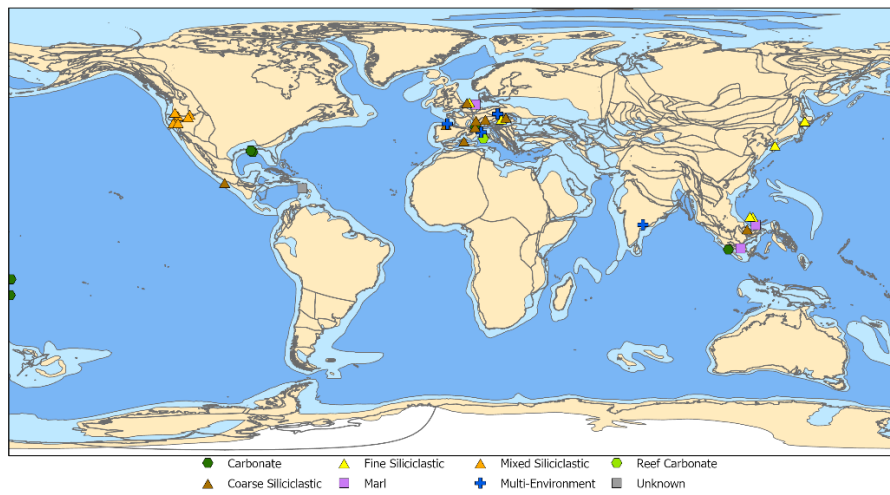 Carbonate Fine Siliciclastic Mixed Siliciclastic Reef Carbonate
Coarse Siliciclastic Marl Multi-Environment Unknown